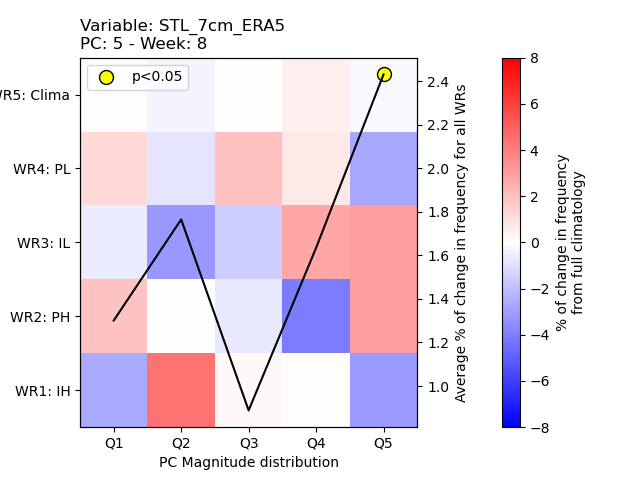 Variable: STL_7cm_ERA5
PC: 5 - Week: 8
p<0.05
WR5: Clima
WR4: PL
WR3: IL
WR2: PH
WR1: IH
Q1 Q2 Q3 Q4 Q5
PC Magnitude distribution
2.4
2.2
2.0
1.8
1.6
1.4
1.2
1.0
Average % of change in frequency for all WRs
8
6
4
2
0
−2
−4
−6
−8
% of change in frequency
from full climatology